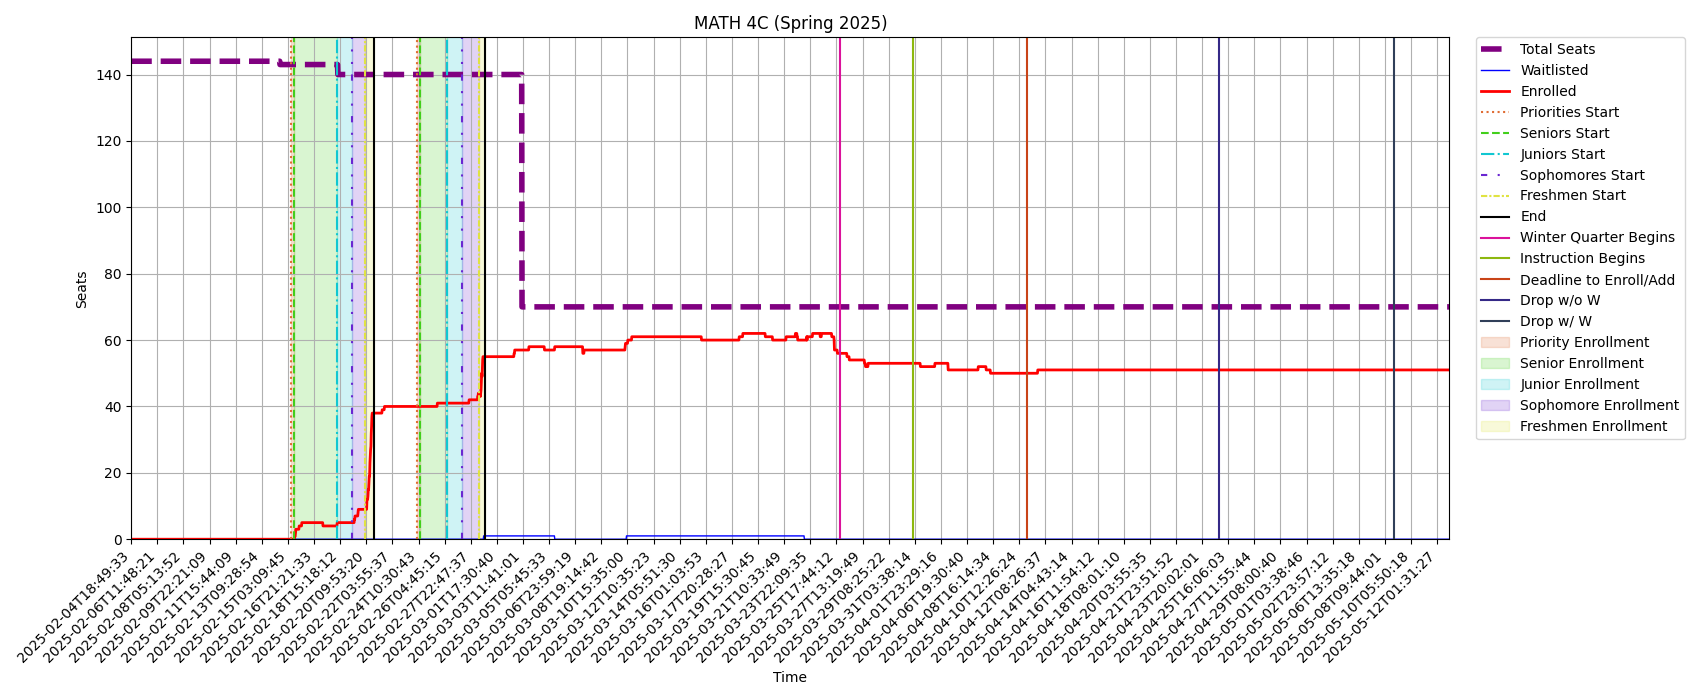 MATH 4C (Spring 2025)
Seats
140
120
100
80
60
40
20
0
2025-02-04T18:49:33
2025-02-06T11:48:21
2025-02-08T05:13:52
2025-02-09T22:21:09
2025-02-11T15:44:09
2025-02-13T09:28:54
2025-02-15T03:09:45
2025-02-16T21:21:33
2025-02-18T15:18:12
2025-02-20T09:53:20
2025-02-22T03:55:37
2025-02-24T10:30:43
2025-02-26T04:45:15
2025-02-27T22:47:37
2025-03-01T17:30:40
2025-03-03T11:41:01
2025-03-05T05:45:33
2025-03-06T23:59:19
2025-03-08T19:14:42
2025-03-10T15:35:00
2025-03-12T10:35:23
2025-03-14T05:51:30
2025-03-16T01:03:53
2025-03-17T20:28:27
2025-03-19T15:30:45
2025-03-21T10:33:49
2025-03-23T22:09:35
2025-03-25T17:44:12
2025-03-27T13:19:49
2025-03-29T08:25:22
2025-03-31T03:38:14
2025-04-01T23:29:16
2025-04-06T19:30:40
2025-04-08T16:14:34
2025-04-10T12:26:24
2025-04-12T08:26:37
2025-04-14T04:43:14
2025-04-16T11:54:12
2025-04-18T08:01:10
2025-04-20T03:55:35
2025-04-21T23:51:52
2025-04-23T20:02:01
2025-04-25T16:06:03
2025-04-27T11:55:44
2025-04-29T08:00:40
2025-05-01T03:38:46
2025-05-02T23:57:12
2025-05-06T13:35:18
2025-05-08T09:44:01
2025-05-10T05:50:18
2025-05-12T01:31:27
Time
Total Seats
Waitlisted
Enrolled
Priorities Start
Seniors Start
Juniors Start
Sophomores Start
Freshmen Start
End
Winter Quarter Begins
Instruction Begins
Deadline to Enroll/Add
Drop w/o W
Drop w/ W
Priority Enrollment
Senior Enrollment
Junior Enrollment
Sophomore Enrollment
Freshmen Enrollment